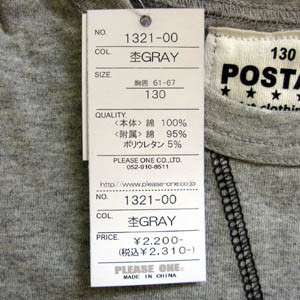 NO. 1321-00
COL. 杢GRAY
SIZE. 胸囲 61-67
130
QUALITY
<本体> 綿 100%
<附属> 綿 95%
ポリウレタン 5%
PLEASE ONE CO.,LTD.
052-910-8511
http://www.please-one.co.jp
NO. 1321-00
COL. 杢GRAY
PRICE. ¥2,200-
(税込¥2,310-)
PLEASE ONE.
MADE IN CHINA
130
POSTA
clothin